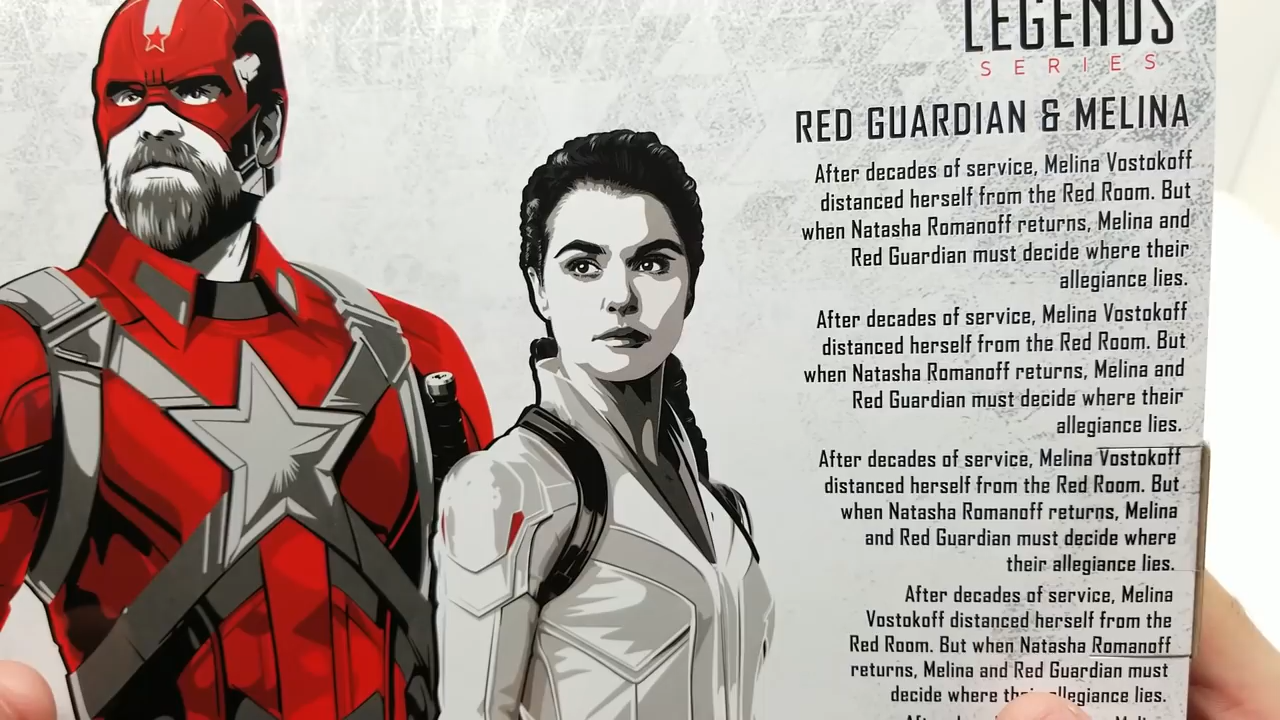 LEGENDS
SERIES
RED GUARDIAN & MELINA
After decades of service, Melina Vostokoff
distanced herself from the Red Room. But
when Natasha Romanoff returns, Melina and
Red Guardian must decide where their
allegiance lies.
After decades of service, Melina Vostokoff
distanced herself from the Red Room. But
when Natasha Romanoff returns, Melina and
Red Guardian must decide where their
allegiance lies.
After decades of service, Melina Vostokoff
distanced herself from the Red Room. But
when Natasha Romanoff returns, Melina
and Red Guardian must decide where
their allegiance lies.
After decades of service, Melina
Vostokoff distanced herself from the
Red Room. But when Natasha Romanoff
returns, Melina and Red Guardian must
decide where their allegiance lies.